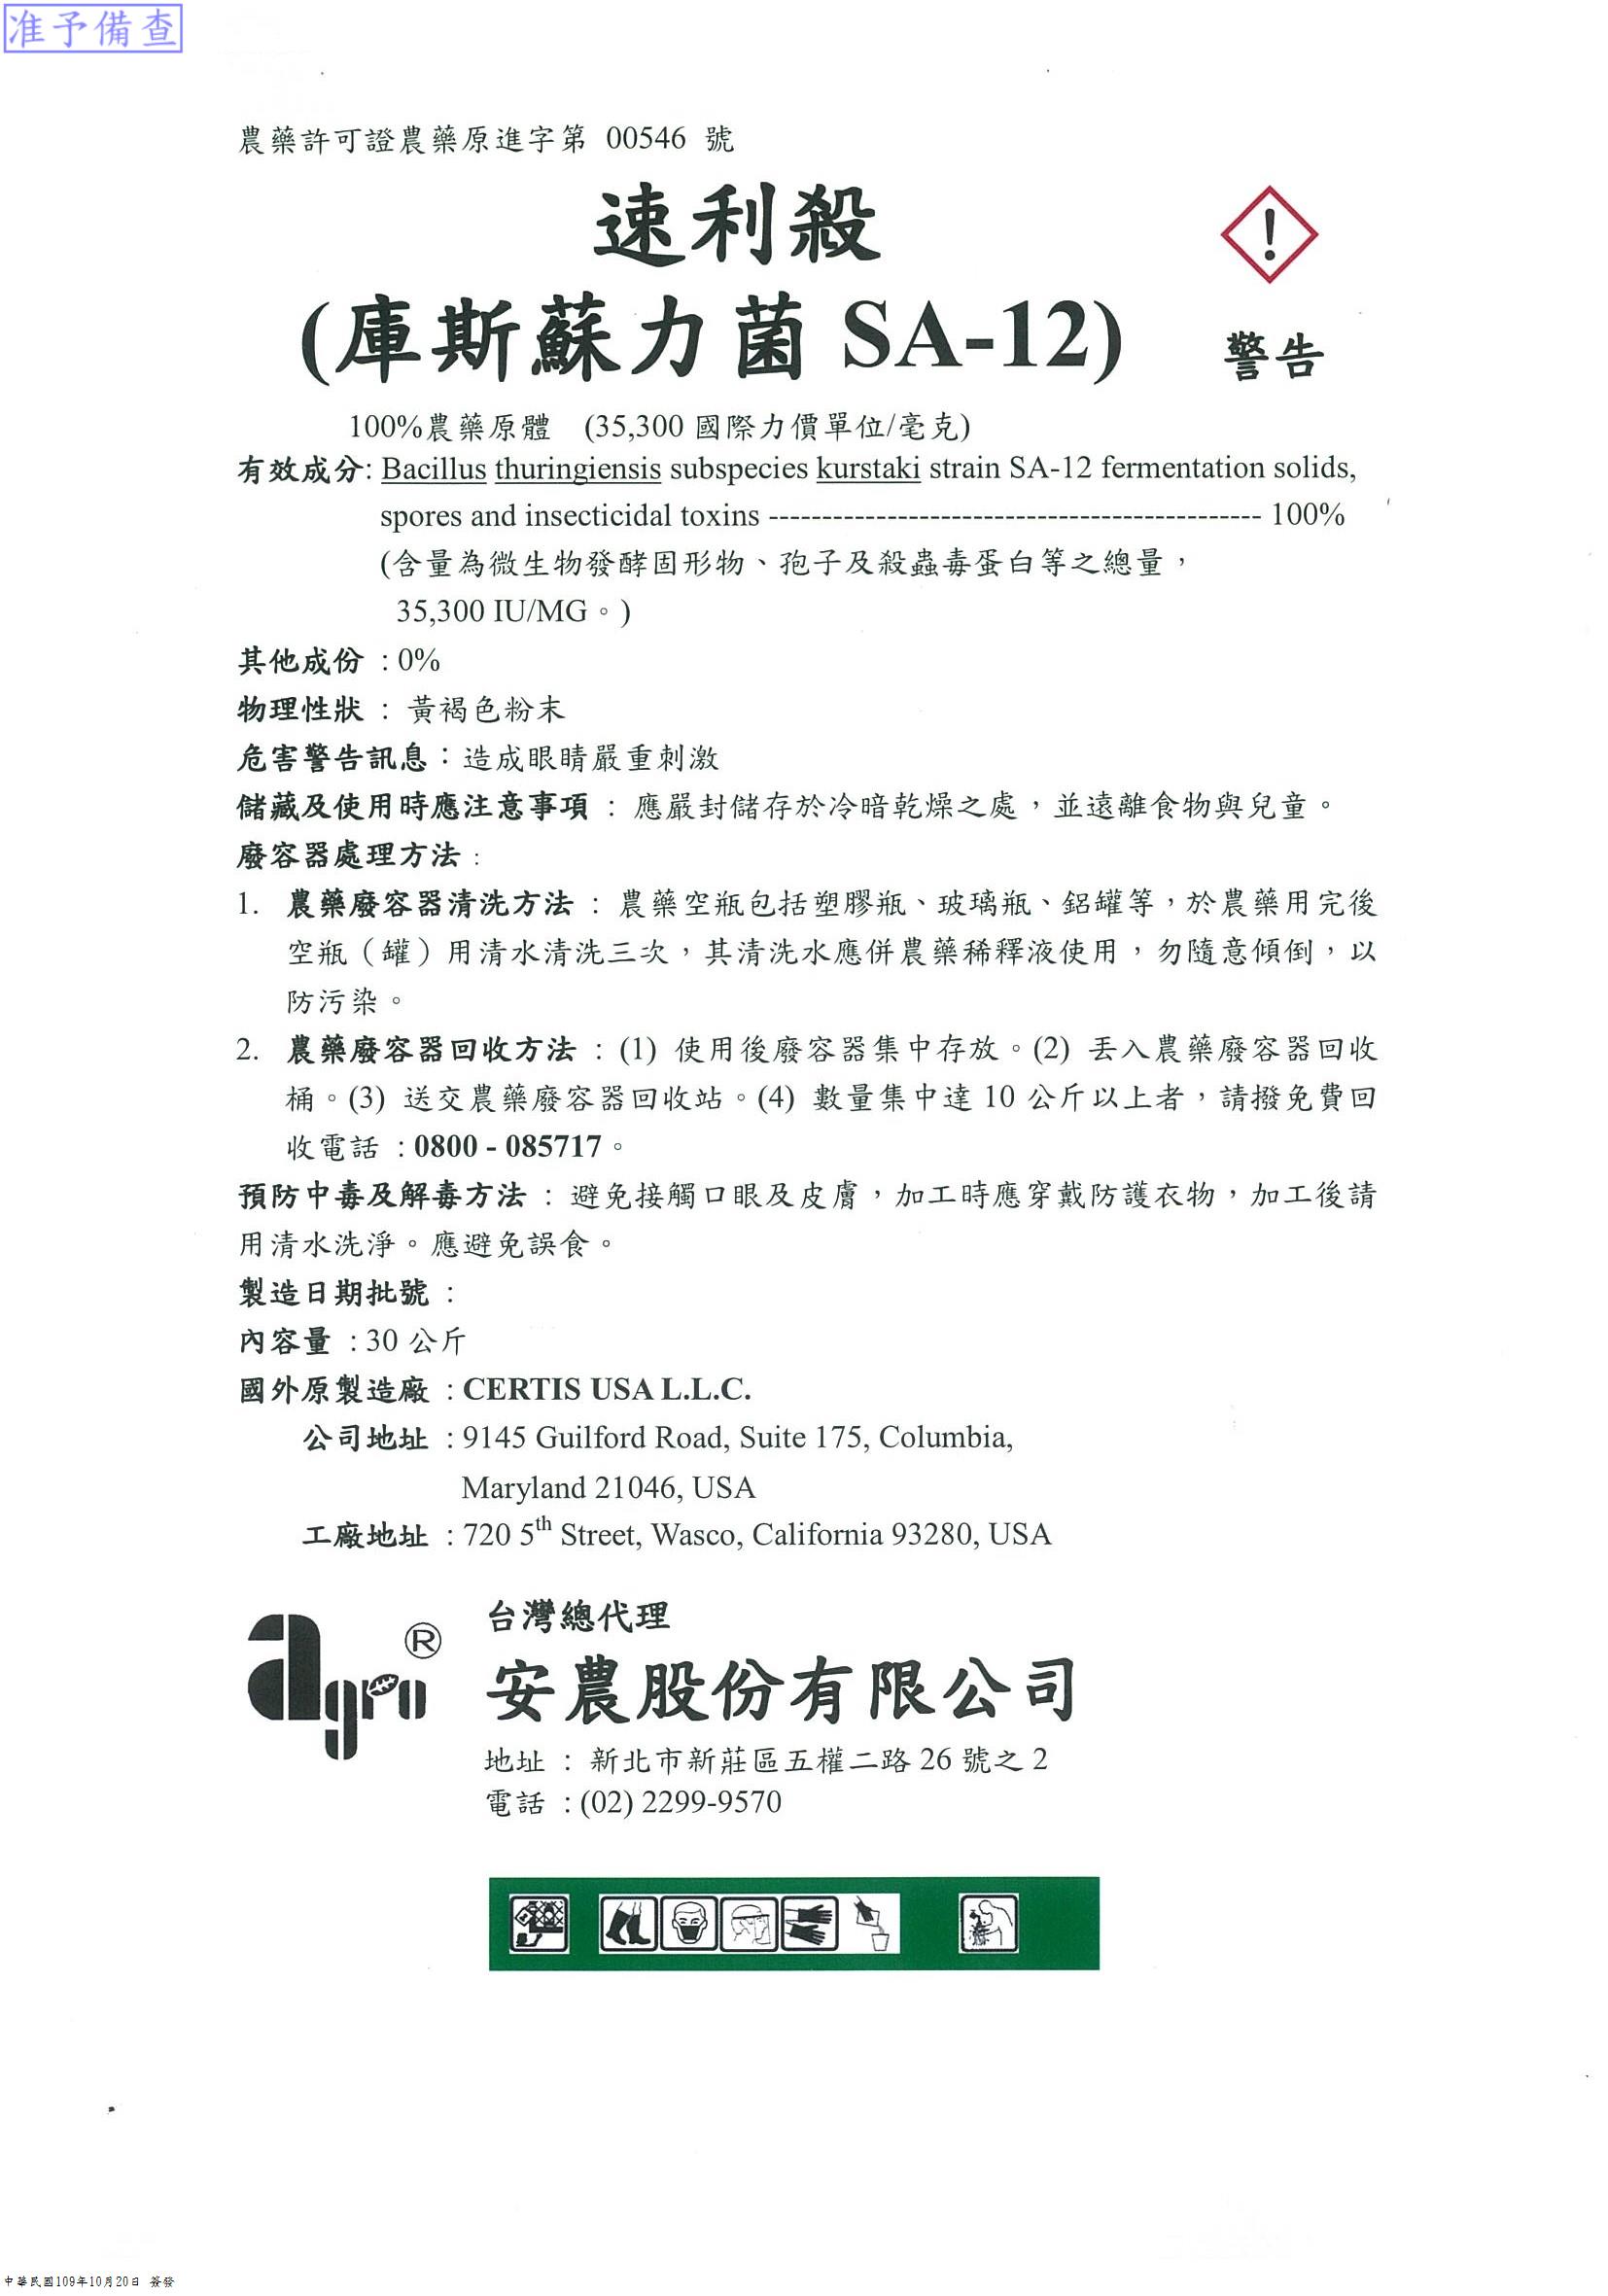 准予備查
農藥許可證農藥原進字第 00546 號
速利殺
(庫斯蘇力菌 SA-12)
警告
100%農藥原體 (35,300 國際力價單位/毫克)
有效成分: Bacillus thuringiensis subspecies kurstaki strain SA-12 fermentation solids,
spores and insecticidal toxins ---------------------------------------------- 100%
(含量為微生物發酵固形物、孢子及殺蟲毒蛋白等之總量，
35,300 IU/MG。)
其他成份 : 0%
物理性狀 : 黃褐色粉末
危害警告訊息：造成眼睛嚴重刺激
儲藏及使用時應注意事項 : 應嚴封儲存於冷暗乾燥之處，並遠離食物與兒童。
廢容器處理方法 :
1. 農藥廢容器清洗方法 : 農藥空瓶包括塑膠瓶、玻璃瓶、鋁罐等，於農藥用完後
空瓶（罐）用清水清洗三次，其清洗水應併農藥稀釋液使用，勿隨意傾倒，以
防污染。
2. 農藥廢容器回收方法 : (1) 使用後廢容器集中存放。(2) 丟入農藥廢容器回收
桶。(3) 送交農藥廢容器回收站。(4) 數量集中達 10 公斤以上者，請撥免費回
收電話 : 0800 - 085717。
預防中毒及解毒方法 : 避免接觸口眼及皮膚，加工時應穿戴防護衣物，加工後請
用清水洗淨。應避免誤食。
製造日期批號 :
內容量 : 30 公斤
國外原製造廠 : CERTIS USA L.L.C.
公司地址 : 9145 Guilford Road, Suite 175, Columbia,
Maryland 21046, USA
工廠地址 : 720 5th Street, Wasco, California 93280, USA
agro®
台灣總代理
安農股份有限公司
地址 : 新北市新莊區五權二路 26 號之 2
電話 : (02) 2299-9570
中華民國109年10月20日 簽發